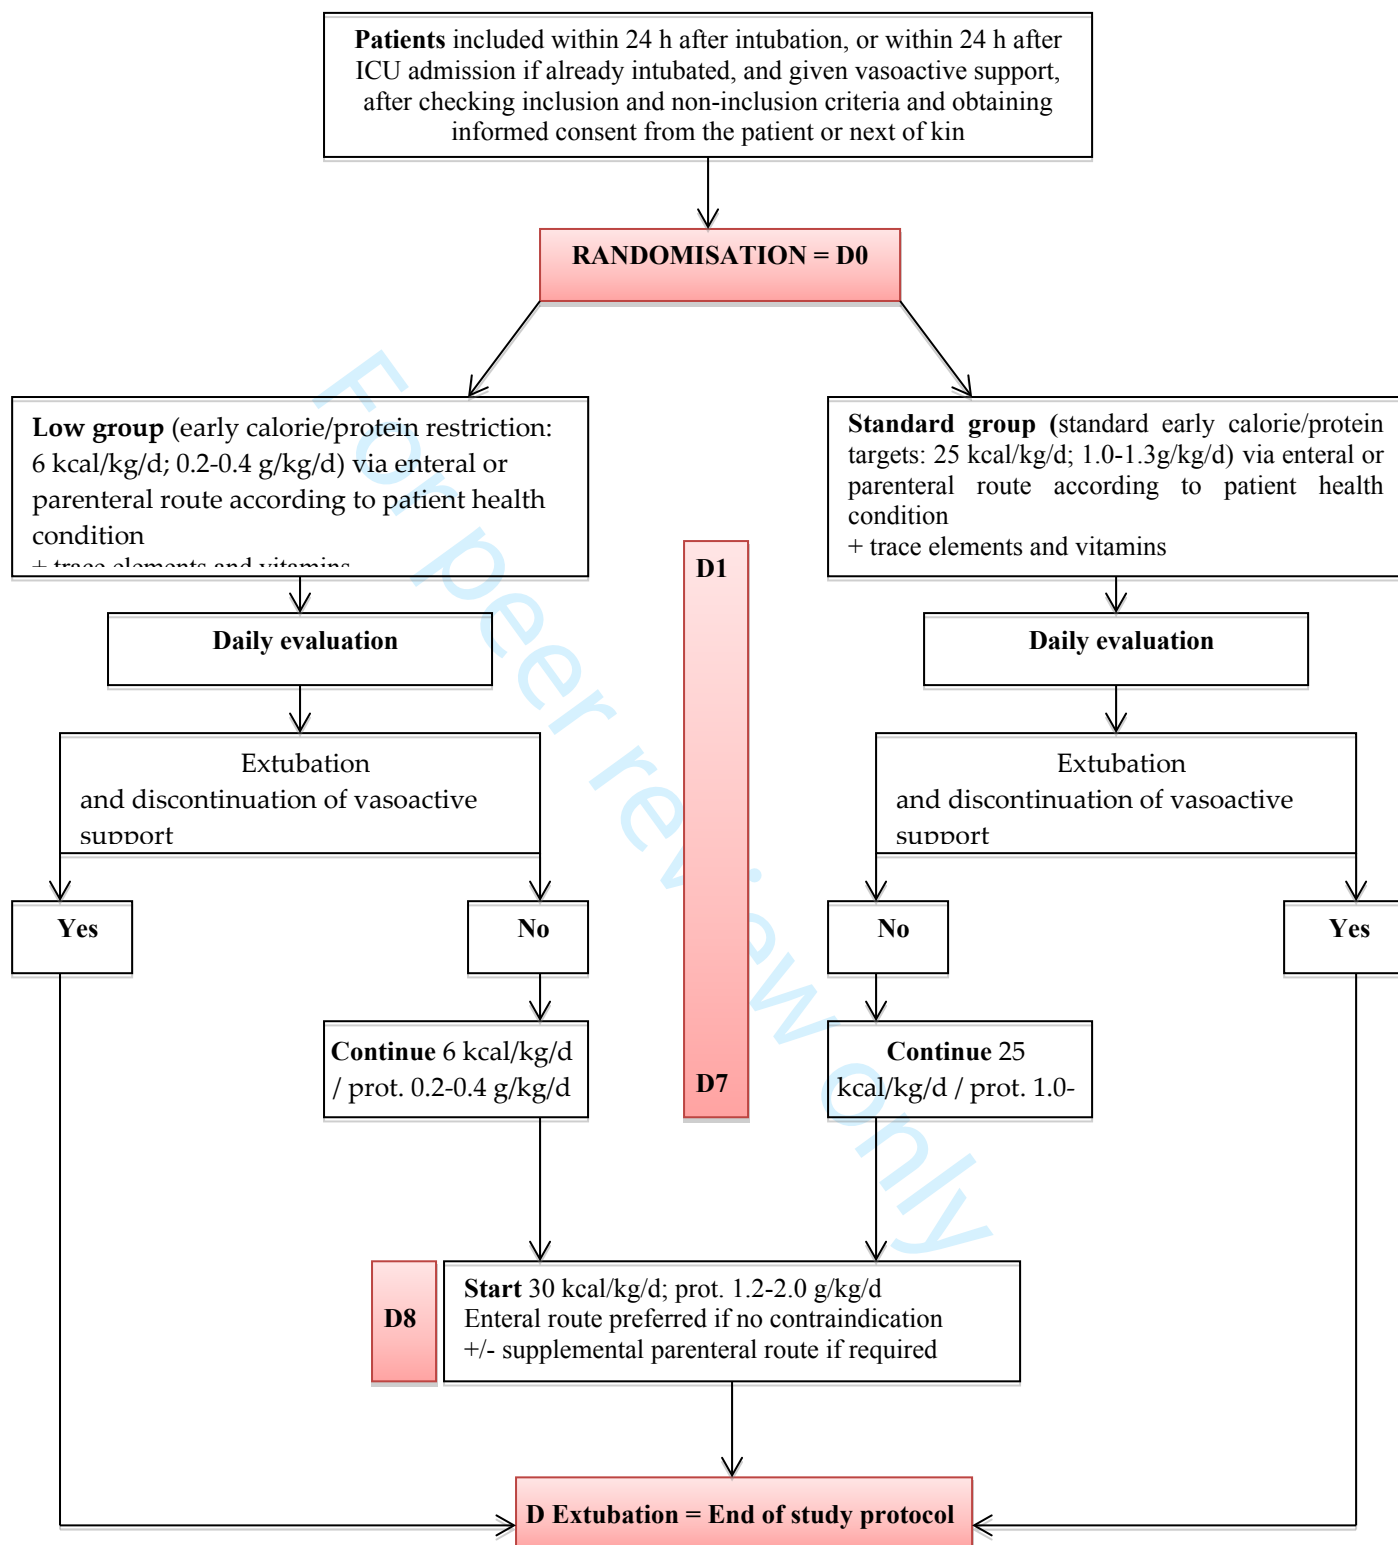 Patients included within 24 h after intubation, or within 24 h after
ICU admission if already intubated, and given vasoactive support,
after checking inclusion and non-inclusion criteria and obtaining
informed consent from the patient or next of kin
RANDOMISATION = D0
Low group (early calorie/protein restriction:
6 kcal/kg/d; 0.2-0.4 g/kg/d) via enteral or
parenteral route according to patient health
condition
+ trace elements and vitamins
Standard group (standard early calorie/protein
targets: 25 kcal/kg/d; 1.0-1.3g/kg/d) via enteral or
parenteral route according to patient health
condition
+ trace elements and vitamins
D1
Daily evaluation
Daily evaluation
Extubation
and discontinuation of vasoactive
support
Extubation
and discontinuation of vasoactive
support
Yes
No
No
Yes
Continue 6 kcal/kg/d
/ prot. 0.2-0.4 g/kg/d
D7
Continue 25
kcal/kg/d / prot. 1.0-
D8
Start 30 kcal/kg/d; prot. 1.2-2.0 g/kg/d
Enteral route preferred if no contraindication
+/- supplemental parenteral route if required
D Extubation = End of study protocol
For peer review only